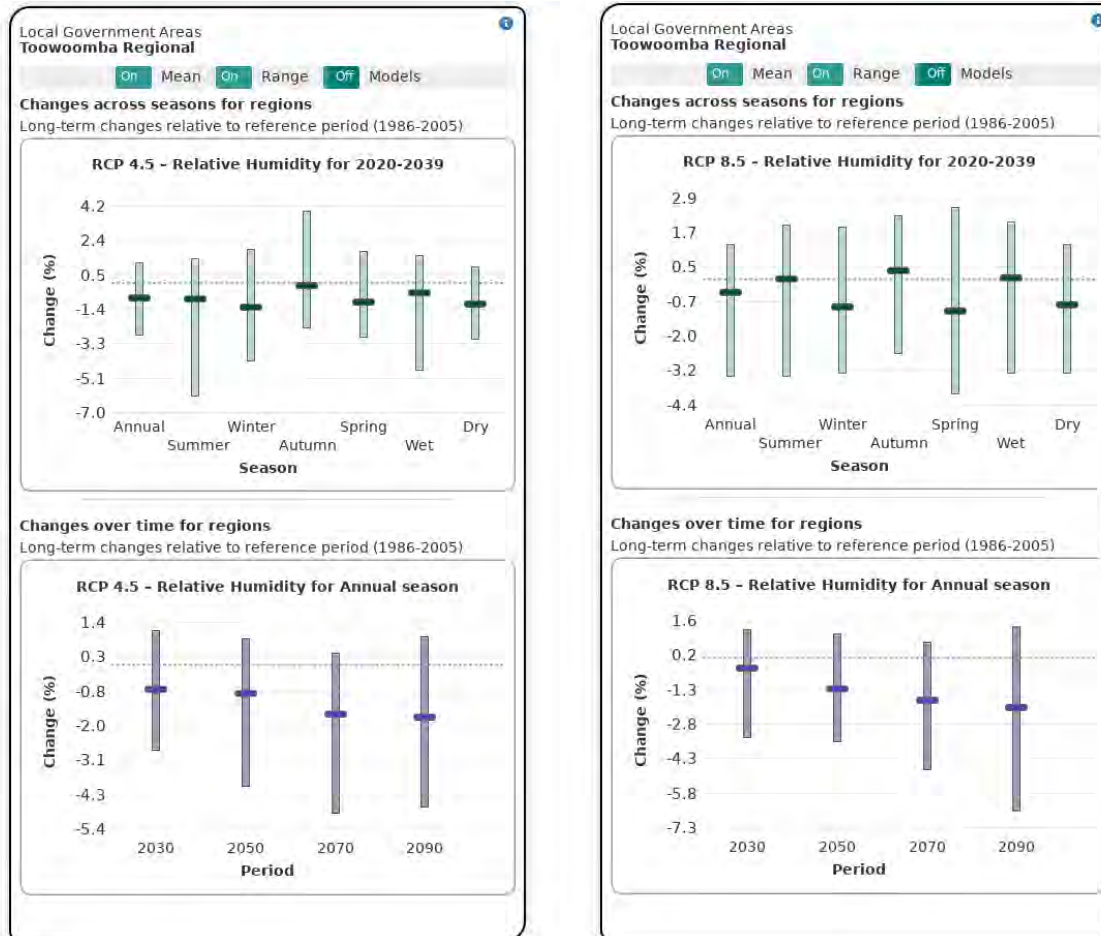 Local Government Areas
Toowoomba Regional
On Mean On Range Off Models
Changes across seasons for regions
Long-term changes relative to reference period (1986-2005)
RCP 4.5 – Relative Humidity for 2020-2039
4.2
2.4
0.5
-1.4
-3.3
-5.1
-7.0
Change (%)
Annual Winter Spring Dry
Summer Autumn Wet
Season
Changes over time for regions
Long-term changes relative to reference period (1986-2005)
RCP 4.5 – Relative Humidity for Annual season
1.4
0.3
-0.8
-2.0
-3.1
-4.3
-5.4
Change (%)
2030 2050 2070 2090
Period
Local Government Areas
Toowoomba Regional
On Mean On Range Off Models
Changes across seasons for regions
Long-term changes relative to reference period (1986-2005)
RCP 8.5 – Relative Humidity for 2020-2039
2.9
1.7
0.5
-0.7
-2.0
-3.2
-4.4
Change (%)
Annual Winter Spring Dry
Summer Autumn Wet
Season
Changes over time for regions
Long-term changes relative to reference period (1986-2005)
RCP 8.5 – Relative Humidity for Annual season
1.6
0.2
-1.3
-2.8
-4.3
-5.8
-7.3
Change (%)
2030 2050 2070 2090
Period